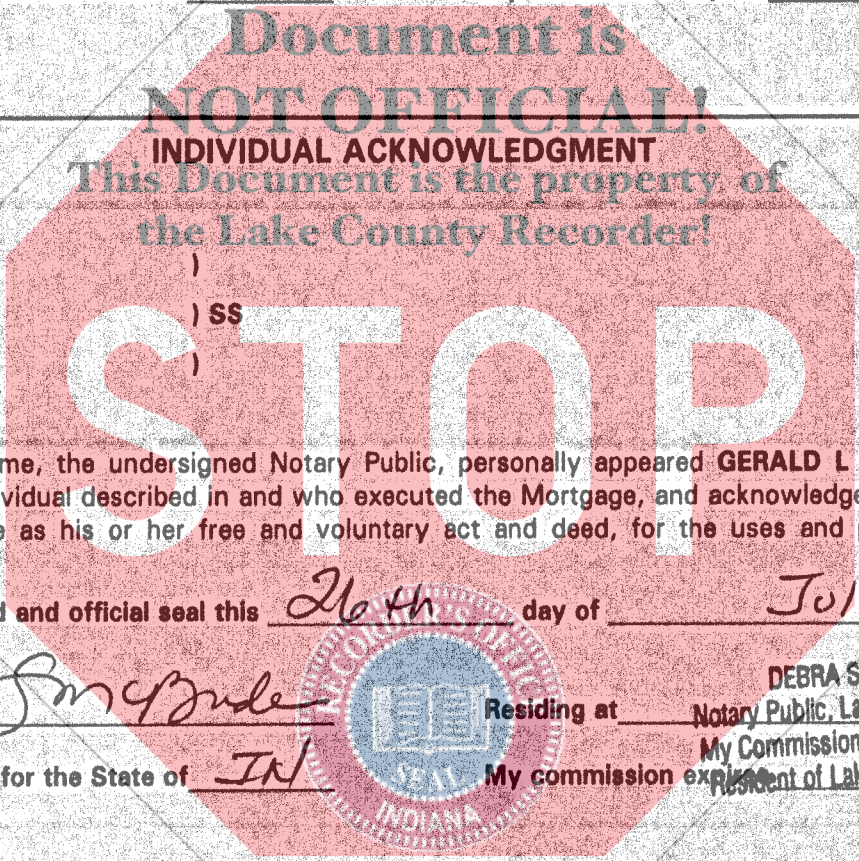 Document is
NOT OFFICIAL!
INDIVIDUAL ACKNOWLEDGMENT
This Document is the property of
the Lake County Recorder!
)
) SS
)
STOP
me, the undersigned Notary Public, personally appeared GERALD L
vidual described in and who executed the Mortgage, and acknowledge
e as his or her free and voluntary act and deed, for the uses and
d and official seal this 26th day of Jul
DEBRA S
S McBride Residing at Notary Public, La
My Commission
for the State of IN My commission expires
Resident of Lak
RECORDER'S OFFIC
SEAL
INDIANA